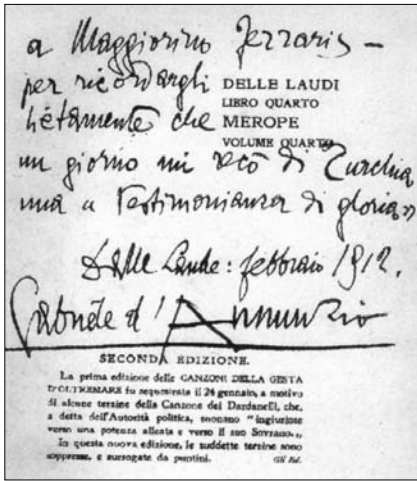 a Maggiorino Ferraris –
per ricordargli
DELLE LAUDI
LIBRO QUARTO
lietamente che
MEROPE
VOLUME QUARTO
un giorno mi recò di Turchia
una « Testimonianza di gloria »
Dalle Lande: febbraio 1912.
Gabriele d'Annunzio
SECONDA EDIZIONE.
La prima edizione delle CANZONI DELLA GESTA
D'OLTREMARE fu sequestrata il 24 gennaio, a motivo
di alcune terzine della Canzone dei Dardanelli, che,
a detta dell'Autorità politica, suonano "ingiuriose
verso una potenza alleata e verso il suo Sovrano.„
In questa nuova edizione, le suddette terzine sono
soppresse, e surrogate da puntini.
Gli Ed.